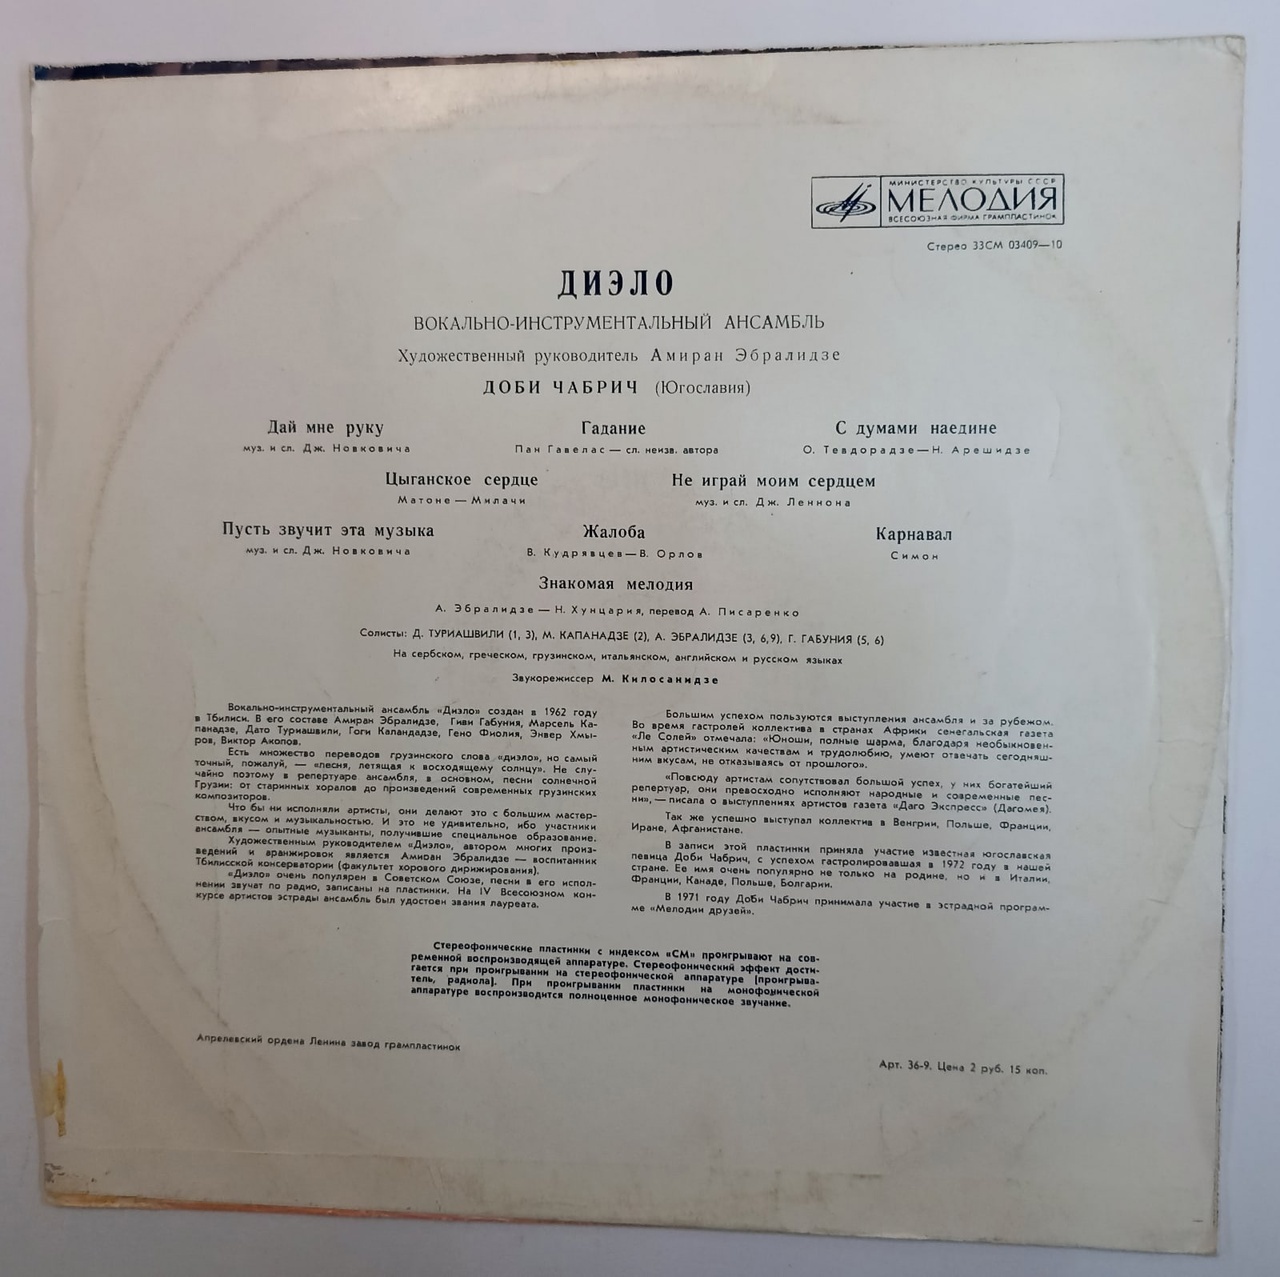 МИНИСТЕРСТВО КУЛЬТУРЫ СССР
МЕЛОДИЯ
ВСЕСОЮЗНАЯ ФИРМА ГРАМПЛАСТИНОК
Стерео 33СМ 03409—10
ДИЭЛО
ВОКАЛЬНО-ИНСТРУМЕНТАЛЬНЫЙ АНСАМБЛЬ
Художественный руководитель Амиран Эбралидзе
ДОБИ ЧАБРИЧ (Югославия)
Дай мне руку Гадание С думами наедине
муз. и сл. Дж. Новковича Пан Гавелас — сл. неизв. автора О. Тевдорадзе — Н. Арешидзе
Цыганское сердце Не играй моим сердцем
Матоне — Милачи муз. и сл. Дж. Леннона
Пусть звучит эта музыка Жалоба Карнавал
муз. и сл. Дж. Новковича В. Кудрявцев — В. Орлов Симон
Знакомая мелодия
А. Эбралидзе — Н. Хунцария, перевод А. Писаренко
Солисты: Д. ТУРИАШВИЛИ (1, 3), М. КАПАНАДЗЕ (2), А. ЭБРАЛИДЗЕ (3, 6,9), Г. ГАБУНИЯ (5, 6)
На сербском, греческом, грузинском, итальянском, английском и русском языках
Звукорежиссер М. Килосанидзе
Вокально-инструментальный ансамбль «Диэло» создан в 1962 году
в Тбилиси. В его составе Амиран Эбралидзе, Гиви Габуния, Марсель Ка-
панадзе, Дато Туриашвили, Гоги Каландадзе, Гено Фиолия, Энвер Хмы-
ров, Виктор Акопов.
Есть множество переводов грузинского слова «диэло», но самый
точный, пожалуй, — «песня, летящая к восходящему солнцу». Не слу-
чайно поэтому в репертуаре ансамбля, в основном, песни солнечной
Грузии: от старинных хоралов до произведений современных грузинских
композиторов.
Что бы ни исполняли артисты, они делают это с большим мастер-
ством, вкусом и музыкальностью. И это не удивительно, ибо участники
ансамбля — опытные музыканты, получившие специальное образование.
Художественным руководителем «Диэло», автором многих произ-
ведений и аранжировок является Амиран Эбралидзе — воспитанник
Тбилисской консерватории (факультет хорового дирижирования).
«Диэло» очень популярен в Советском Союзе, песни в его испол-
нении звучат по радио, записаны на пластинки. На IV Всесоюзном кон-
курсе артистов эстрады ансамбль был удостоен звания лауреата.
Большим успехом пользуются выступления ансамбля и за рубежом.
Во время гастролей коллектива в странах Африки сенегальская газета
«Ле Солей» отмечала: «Юноши, полные шарма, благодаря необыкновен-
ным артистическим качествам и трудолюбию, умеют отвечать сегодняш-
ним вкусам, не отказываясь от прошлого».
«Повсюду артистам сопутствовал большой успех, у них богатейший
репертуар, они превосходно исполняют народные и современные пес-
ни», — писала о выступлениях артистов газета «Даго Экспресс» (Дагомея).
Так же успешно выступал коллектив в Венгрии, Польше, Франции,
Иране, Афганистане.
В записи этой пластинки приняла участие известная югославская
певица Доби Чабрич, с успехом гастролировавшая в 1972 году в нашей
стране. Ее имя очень популярно не только на родине, но и в Италии,
Франции, Канаде, Польше, Болгарии.
В 1971 году Доби Чабрич принимала участие в эстрадной програм-
ме «Мелодии друзей».
Стереофонические пластинки с индексом «СМ» проигрывают на сов-
ременной воспроизводящей аппаратуре. Стереофонический эффект дости-
гается при проигрывании на стереофонической аппаратуре (проигрыва-
тель, радиола). При проигрывании пластинки на монофонической
аппаратуре воспроизводится полноценное монофоническое звучание.
Апрелевский ордена Ленина завод грампластинок
Арт. 36-9. Цена 2 руб. 15 коп.